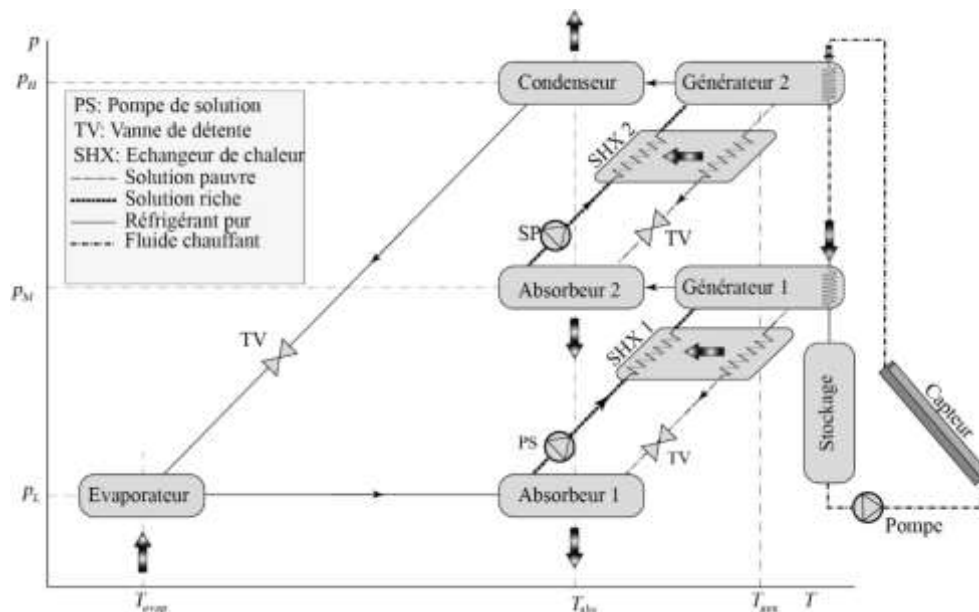 p
p_H
Condenseur
Générateur 2
PS: Pompe de solution
TV: Vanne de détente
SHX: Echangeur de chaleur
Solution pauvre
Solution riche
Réfrigérant pur
Fluide chauffant
SHX 2
SP
TV
p_M
Absorbeur 2
Générateur 1
TV
SHX 1
Stockage
Capteur
PS
TV
p_L
Evaporateur
Absorbeur 1
Pompe
T_evap
T_abs
T_gen
T